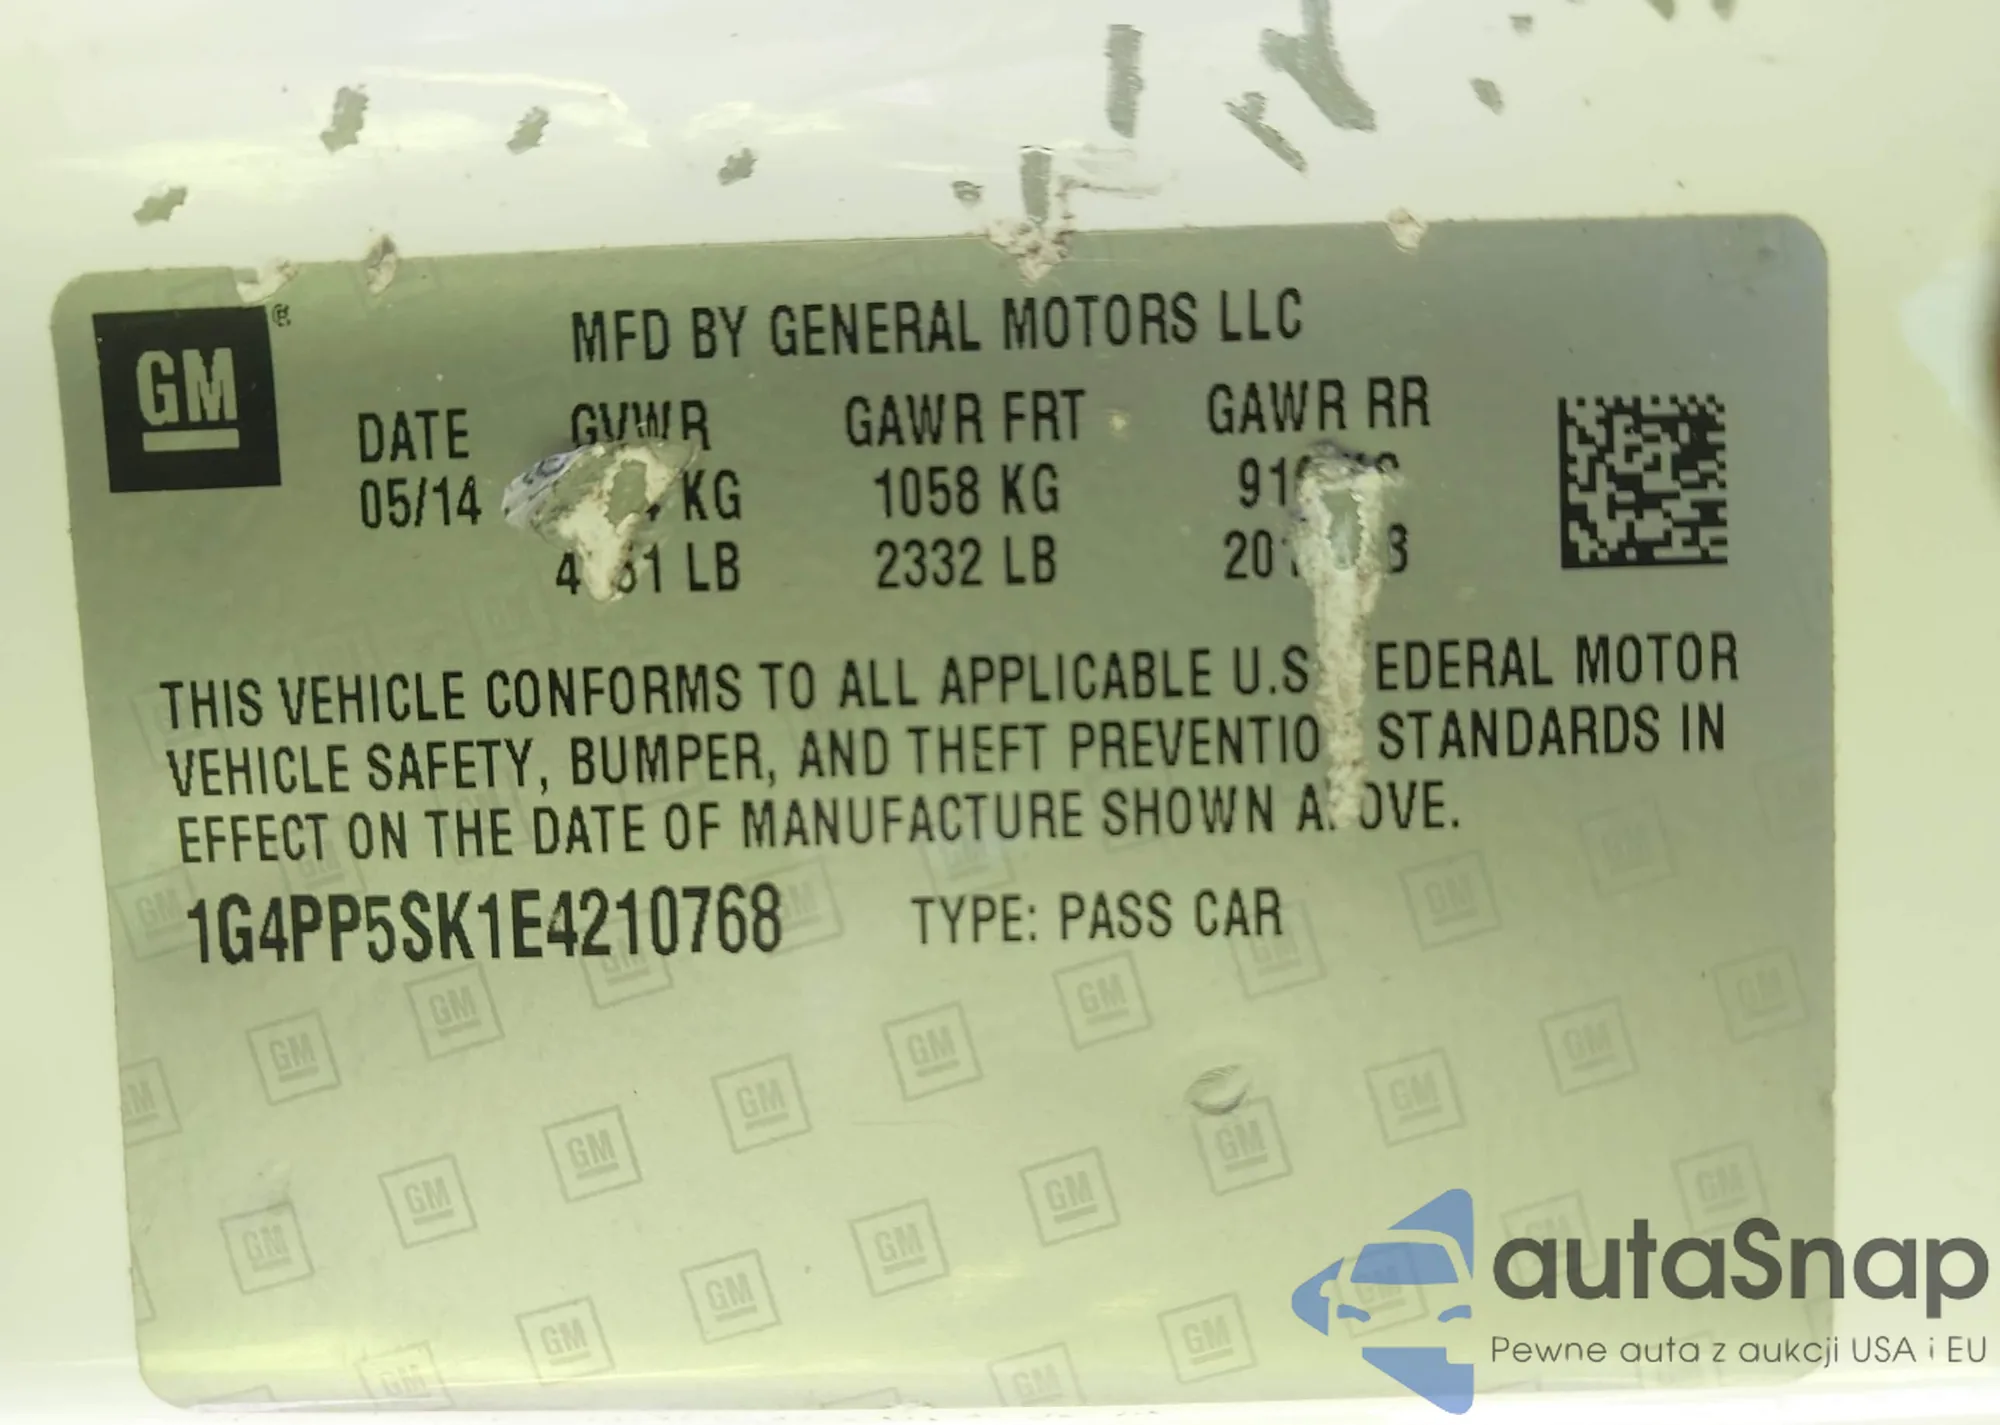 GM
MFD BY GENERAL MOTORS LLC
DATE GVWR GAWR FRT GAWR RR
05/14 KG 1058 KG
LB 2332 LB
THIS VEHICLE CONFORMS TO ALL APPLICABLE U.S EDERAL MOTOR
VEHICLE SAFETY, BUMPER, AND THEFT PREVENTIO STANDARDS IN
EFFECT ON THE DATE OF MANUFACTURE SHOWN A OVE.
1G4PP5SK1E4210768 TYPE: PASS CAR
autaSnap
Pewne auta z aukcji USA i EU